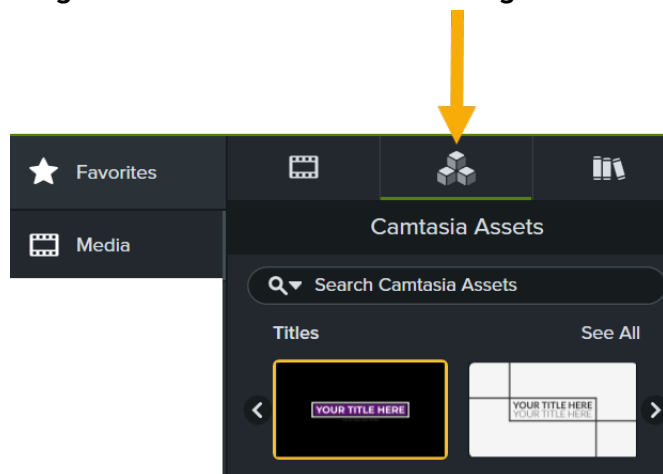 Favorites
Media
Camtasia Assets
Search Camtasia Assets
Titles
See All
YOUR TITLE HERE
YOUR TITLE HERE
YOUR TITLE HERE